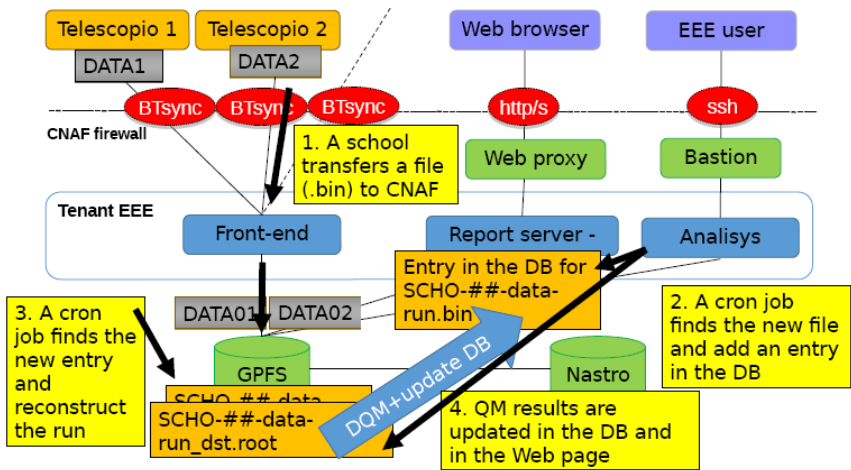 Telescopio 1
Telescopio 2
Web browser
EEE user
DATA1
DATA2
BTsync
BTsync
BTsync
http/s
ssh
CNAF firewall
1. A school
transfers a file
(.bin) to CNAF
Web proxy
Bastion
Tenant EEE
Front-end
Report server -
Analisys
Entry in the DB for
SCHO-##-data-
run.bin
DATA01
DATA02
3. A cron
job finds the
new entry
and
reconstruct
the run
2. A cron job
finds the new file
and add an entry
in the DB
GPFS
Nastro
DQM+update DB
SCHO-##-data-
SCHO-##-data-
run_dst.root
4. QM results are
updated in the DB and
in the Web page